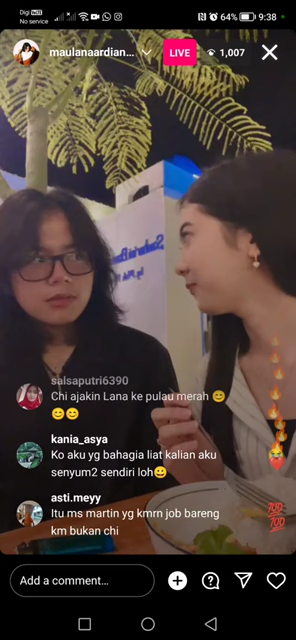 Digi VoLTE
No service
64% 9:38
maulanaardian... LIVE 1,007
salsaputri6390
Chi ajakin Lana ke pulau merah 😊
😊😊
kania_asya
Ko aku yg bahagia liat kalian aku
senyum2 sendiri loh😀
asti.meyy
Itu ms martin yg kmrn job bareng
km bukan chi
💯
100
Add a comment...